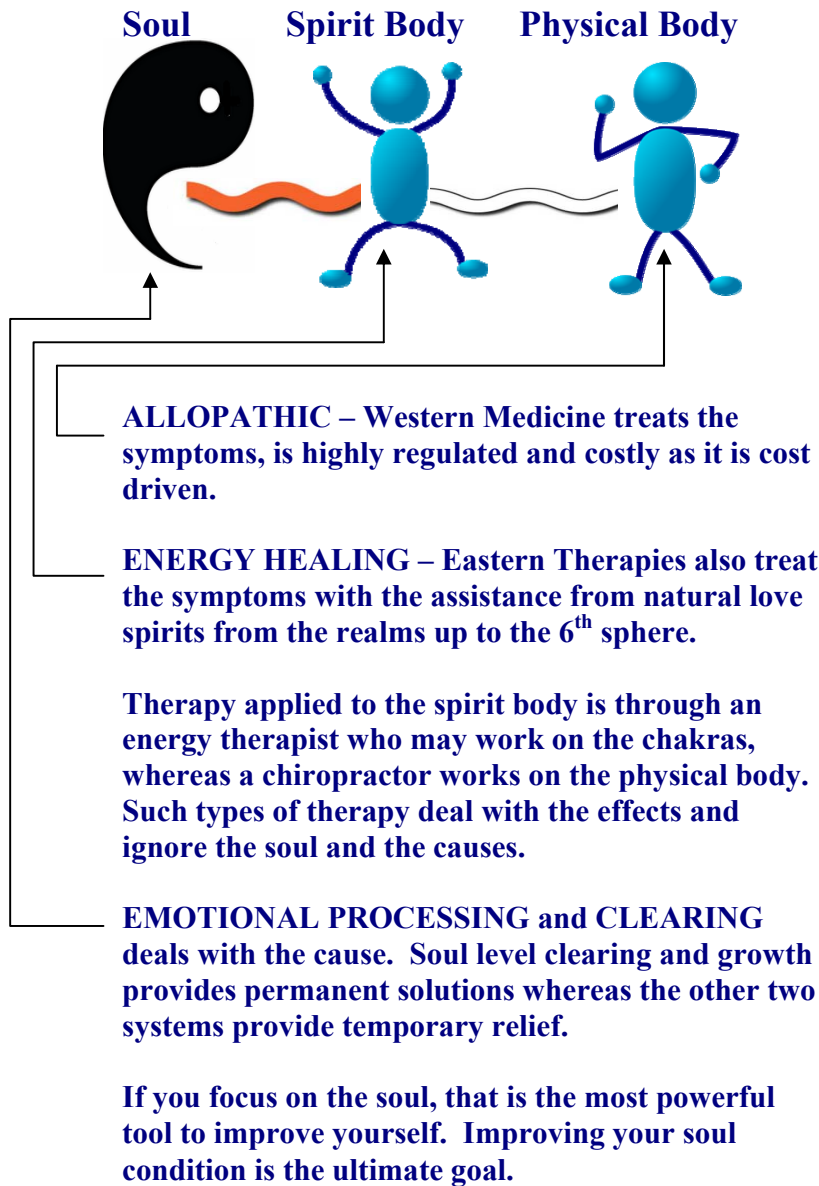 Soul Spirit Body Physical Body
ALLOPATHIC – Western Medicine treats the
symptoms, is highly regulated and costly as it is cost
driven.
ENERGY HEALING – Eastern Therapies also treat
the symptoms with the assistance from natural love
spirits from the realms up to the 6th sphere.
Therapy applied to the spirit body is through an
energy therapist who may work on the chakras,
whereas a chiropractor works on the physical body.
Such types of therapy deal with the effects and
ignore the soul and the causes.
EMOTIONAL PROCESSING and CLEARING
deals with the cause.  Soul level clearing and growth
provides permanent solutions whereas the other two
systems provide temporary relief.
If you focus on the soul, that is the most powerful
tool to improve yourself.  Improving your soul
condition is the ultimate goal.